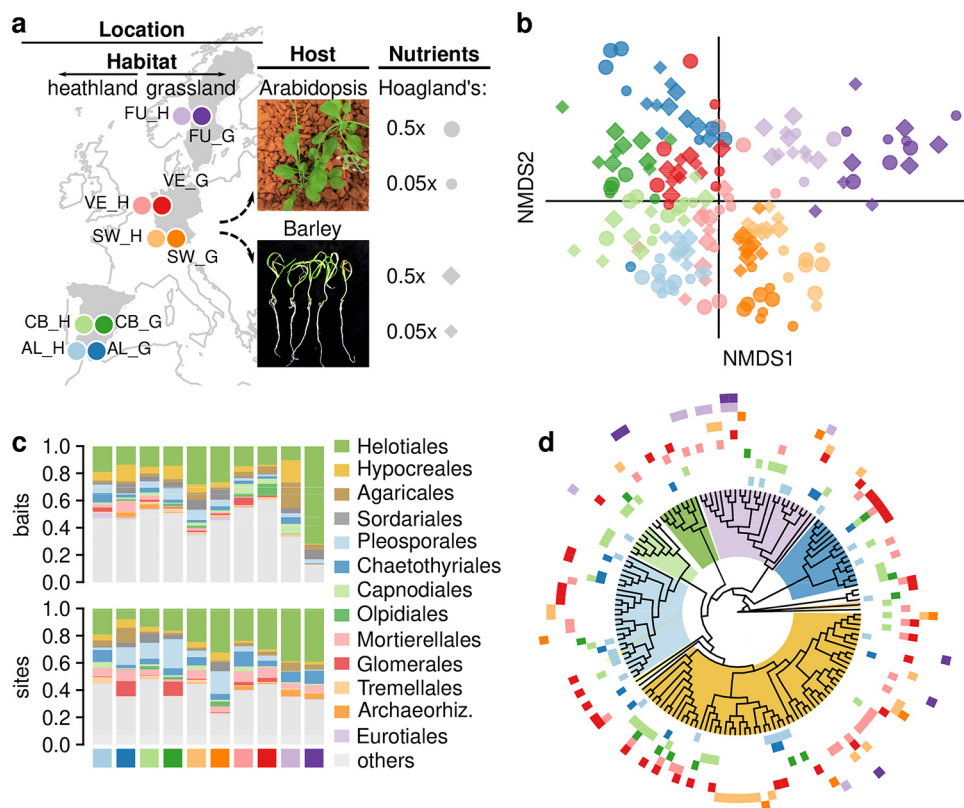 a
Location
Habitat
heathland grassland
Host
Nutrients
Arabidopsis
Hoagland's:
FU_H
FU_G
0.5x
0.05x
VE_G
VE_H
SW_H
SW_G
Barley
0.5x
0.05x
CB_H
CB_G
AL_H
AL_G
b
NMDS2
NMDS1
c
baits
1.0
0.8
0.6
0.4
0.2
0.0
sites
1.0
0.8
0.6
0.4
0.2
0.0
Helotiales
Hypocreales
Agaricales
Sordariales
Pleosporales
Chaetothyriales
Capnodiales
Olpidiales
Mortierellales
Glomerales
Tremellales
Archaeorhiz.
Eurotiales
others
d